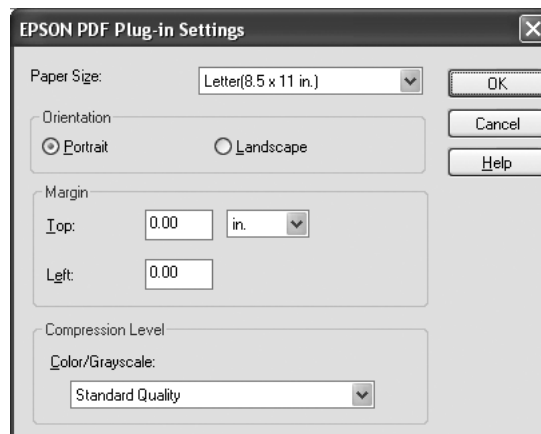 EPSON PDF Plug-in Settings
Paper Size: Letter(8.5 x 11 in.) OK
Orientation Cancel
Portrait Landscape Help
Margin
Top: 0.00 in.
Left: 0.00
Compression Level
Color/Grayscale:
Standard Quality